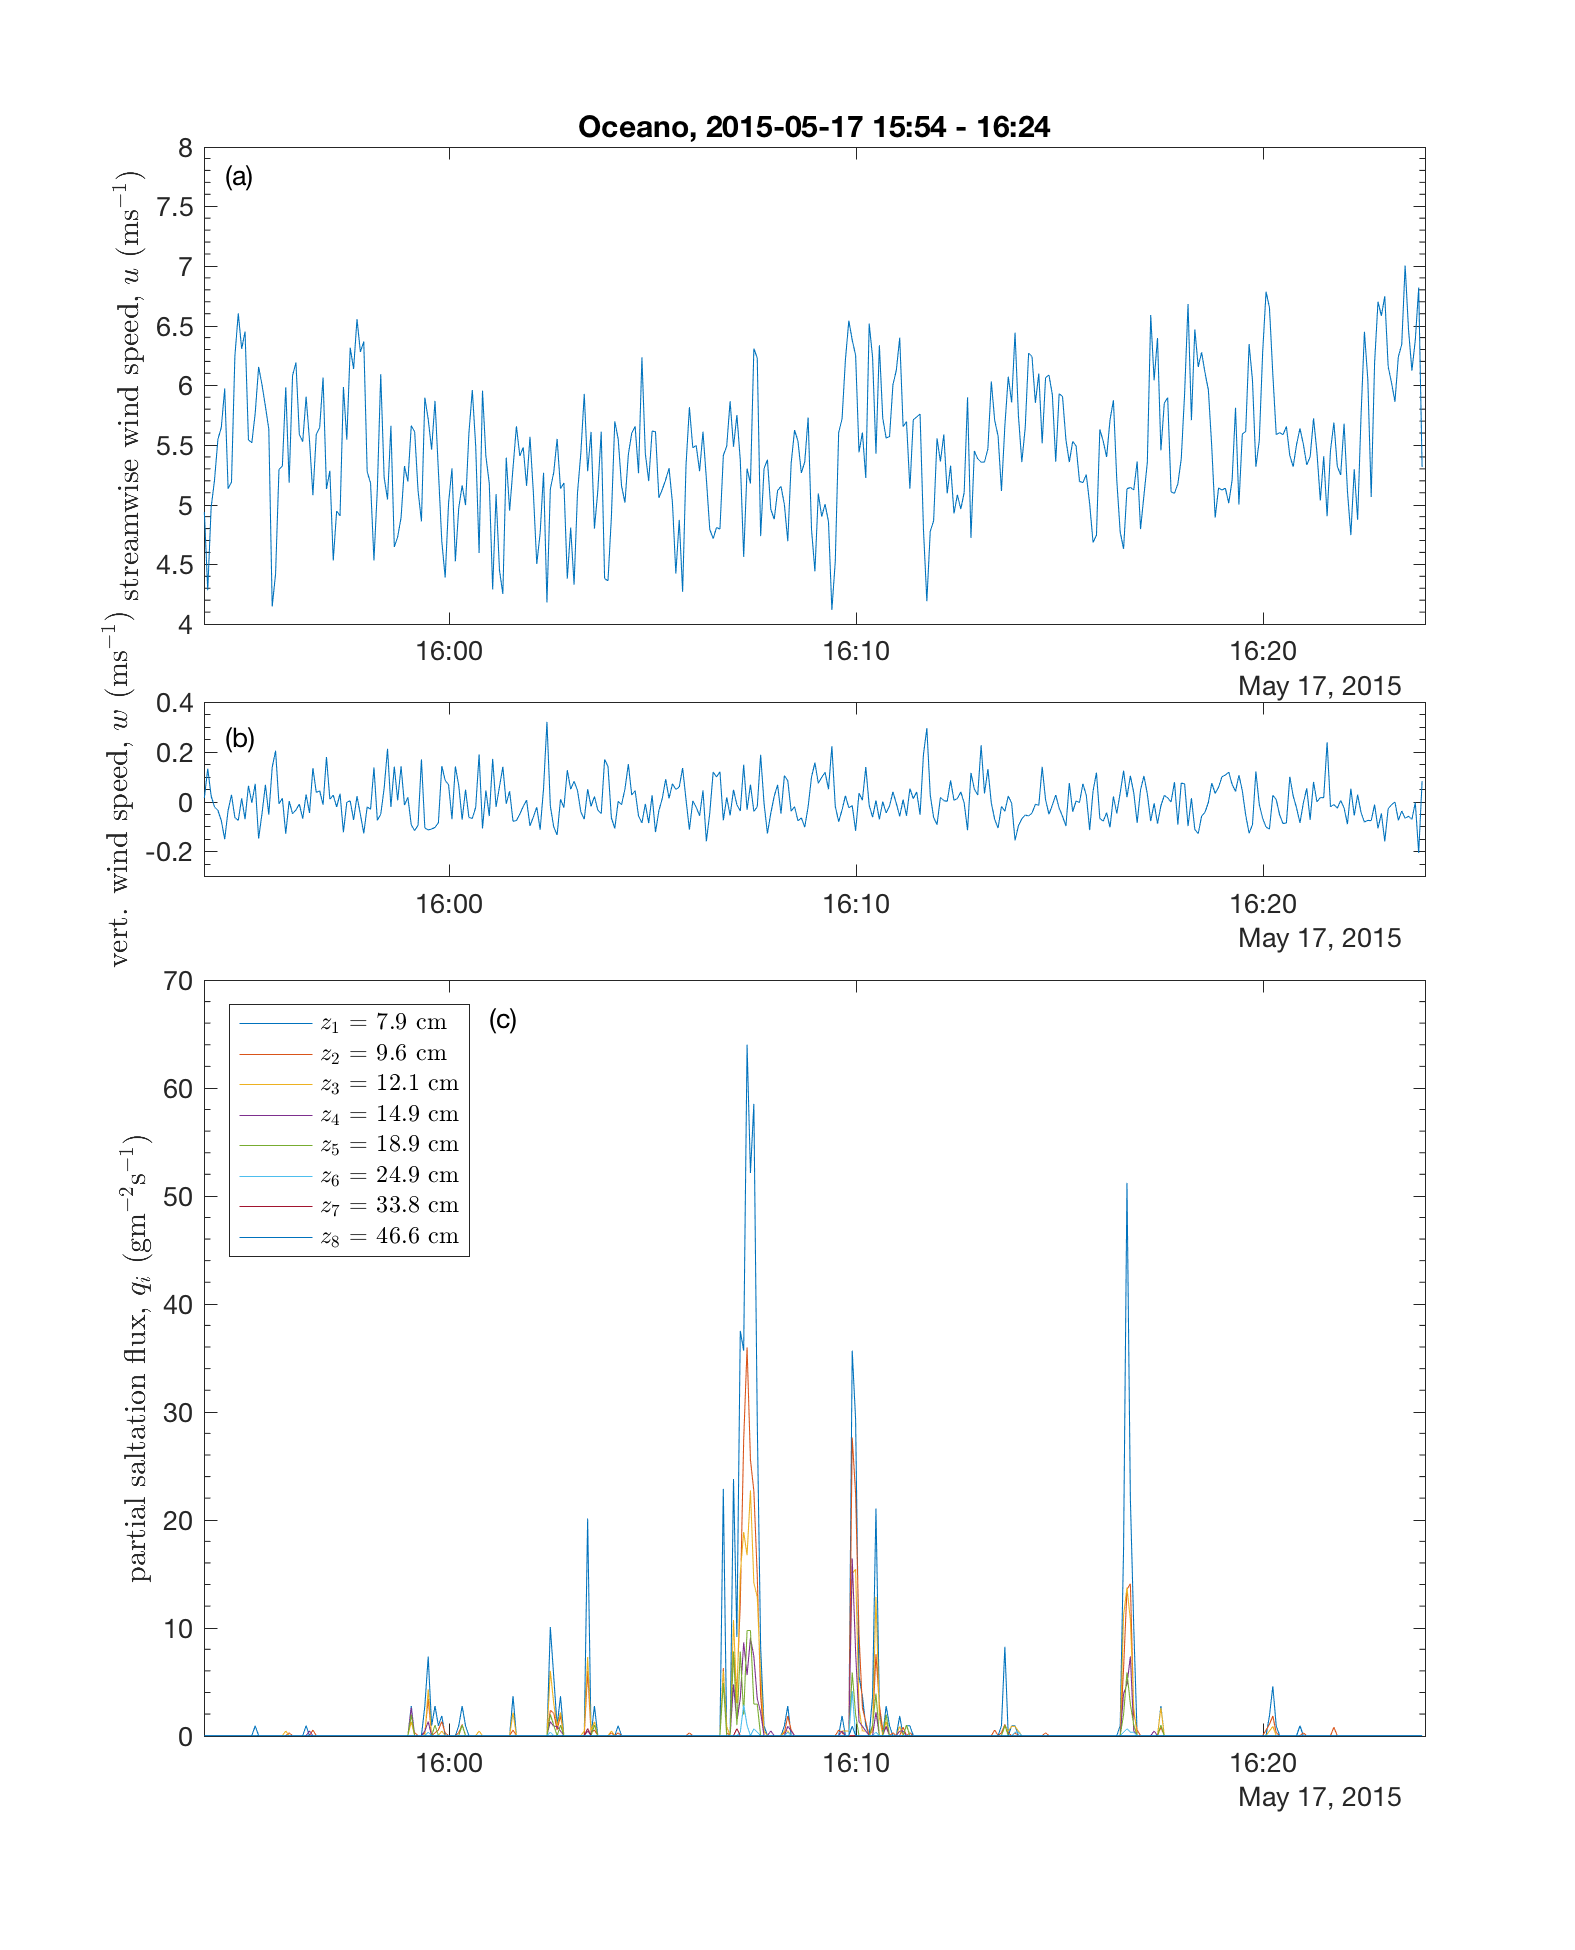 Oceano, 2015-05-17 15:54 - 16:24
(a)
streamwise wind speed, u (ms⁻¹)
8
7.5
7
6.5
6
5.5
5
4.5
4
16:00 16:10 16:20
May 17, 2015
(b)
vert. wind speed, w (ms⁻¹)
0.4
0.2
0
-0.2
16:00 16:10 16:20
May 17, 2015
(c)
partial saltation flux, qᵢ (gm⁻²s⁻¹)
70
60
50
40
30
20
10
0
z₁ = 7.9 cm
z₂ = 9.6 cm
z₃ = 12.1 cm
z₄ = 14.9 cm
z₅ = 18.9 cm
z₆ = 24.9 cm
z₇ = 33.8 cm
z₈ = 46.6 cm
16:00 16:10 16:20
May 17, 2015